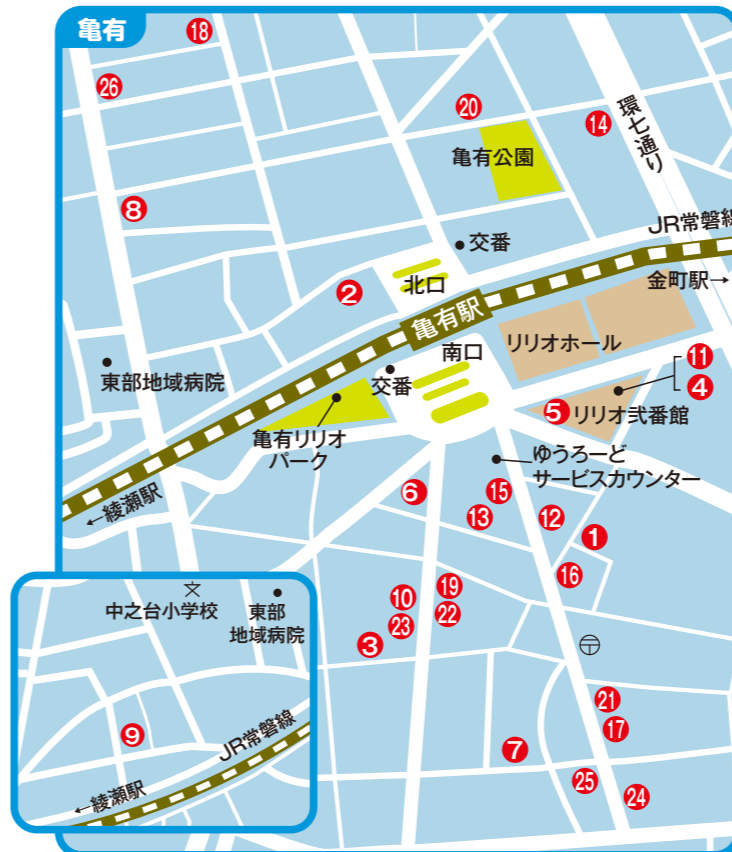 亀有
18
26
20
14
環七通り
亀有公園
8
JR常磐線
交番
金町駅→
北口
2
亀有駅
リリオホール
南口
11
東部地域病院
交番
4
5
リリオ弐番館
亀有リリオ
パーク
ゆうろーど
サービスカウンター
←綾瀬駅
6
15
13
12
1
16
19
10
22
23
3
〒
21
17
7
25
24
文
中之台小学校
東部
地域病院
9
JR常磐線
←綾瀬駅